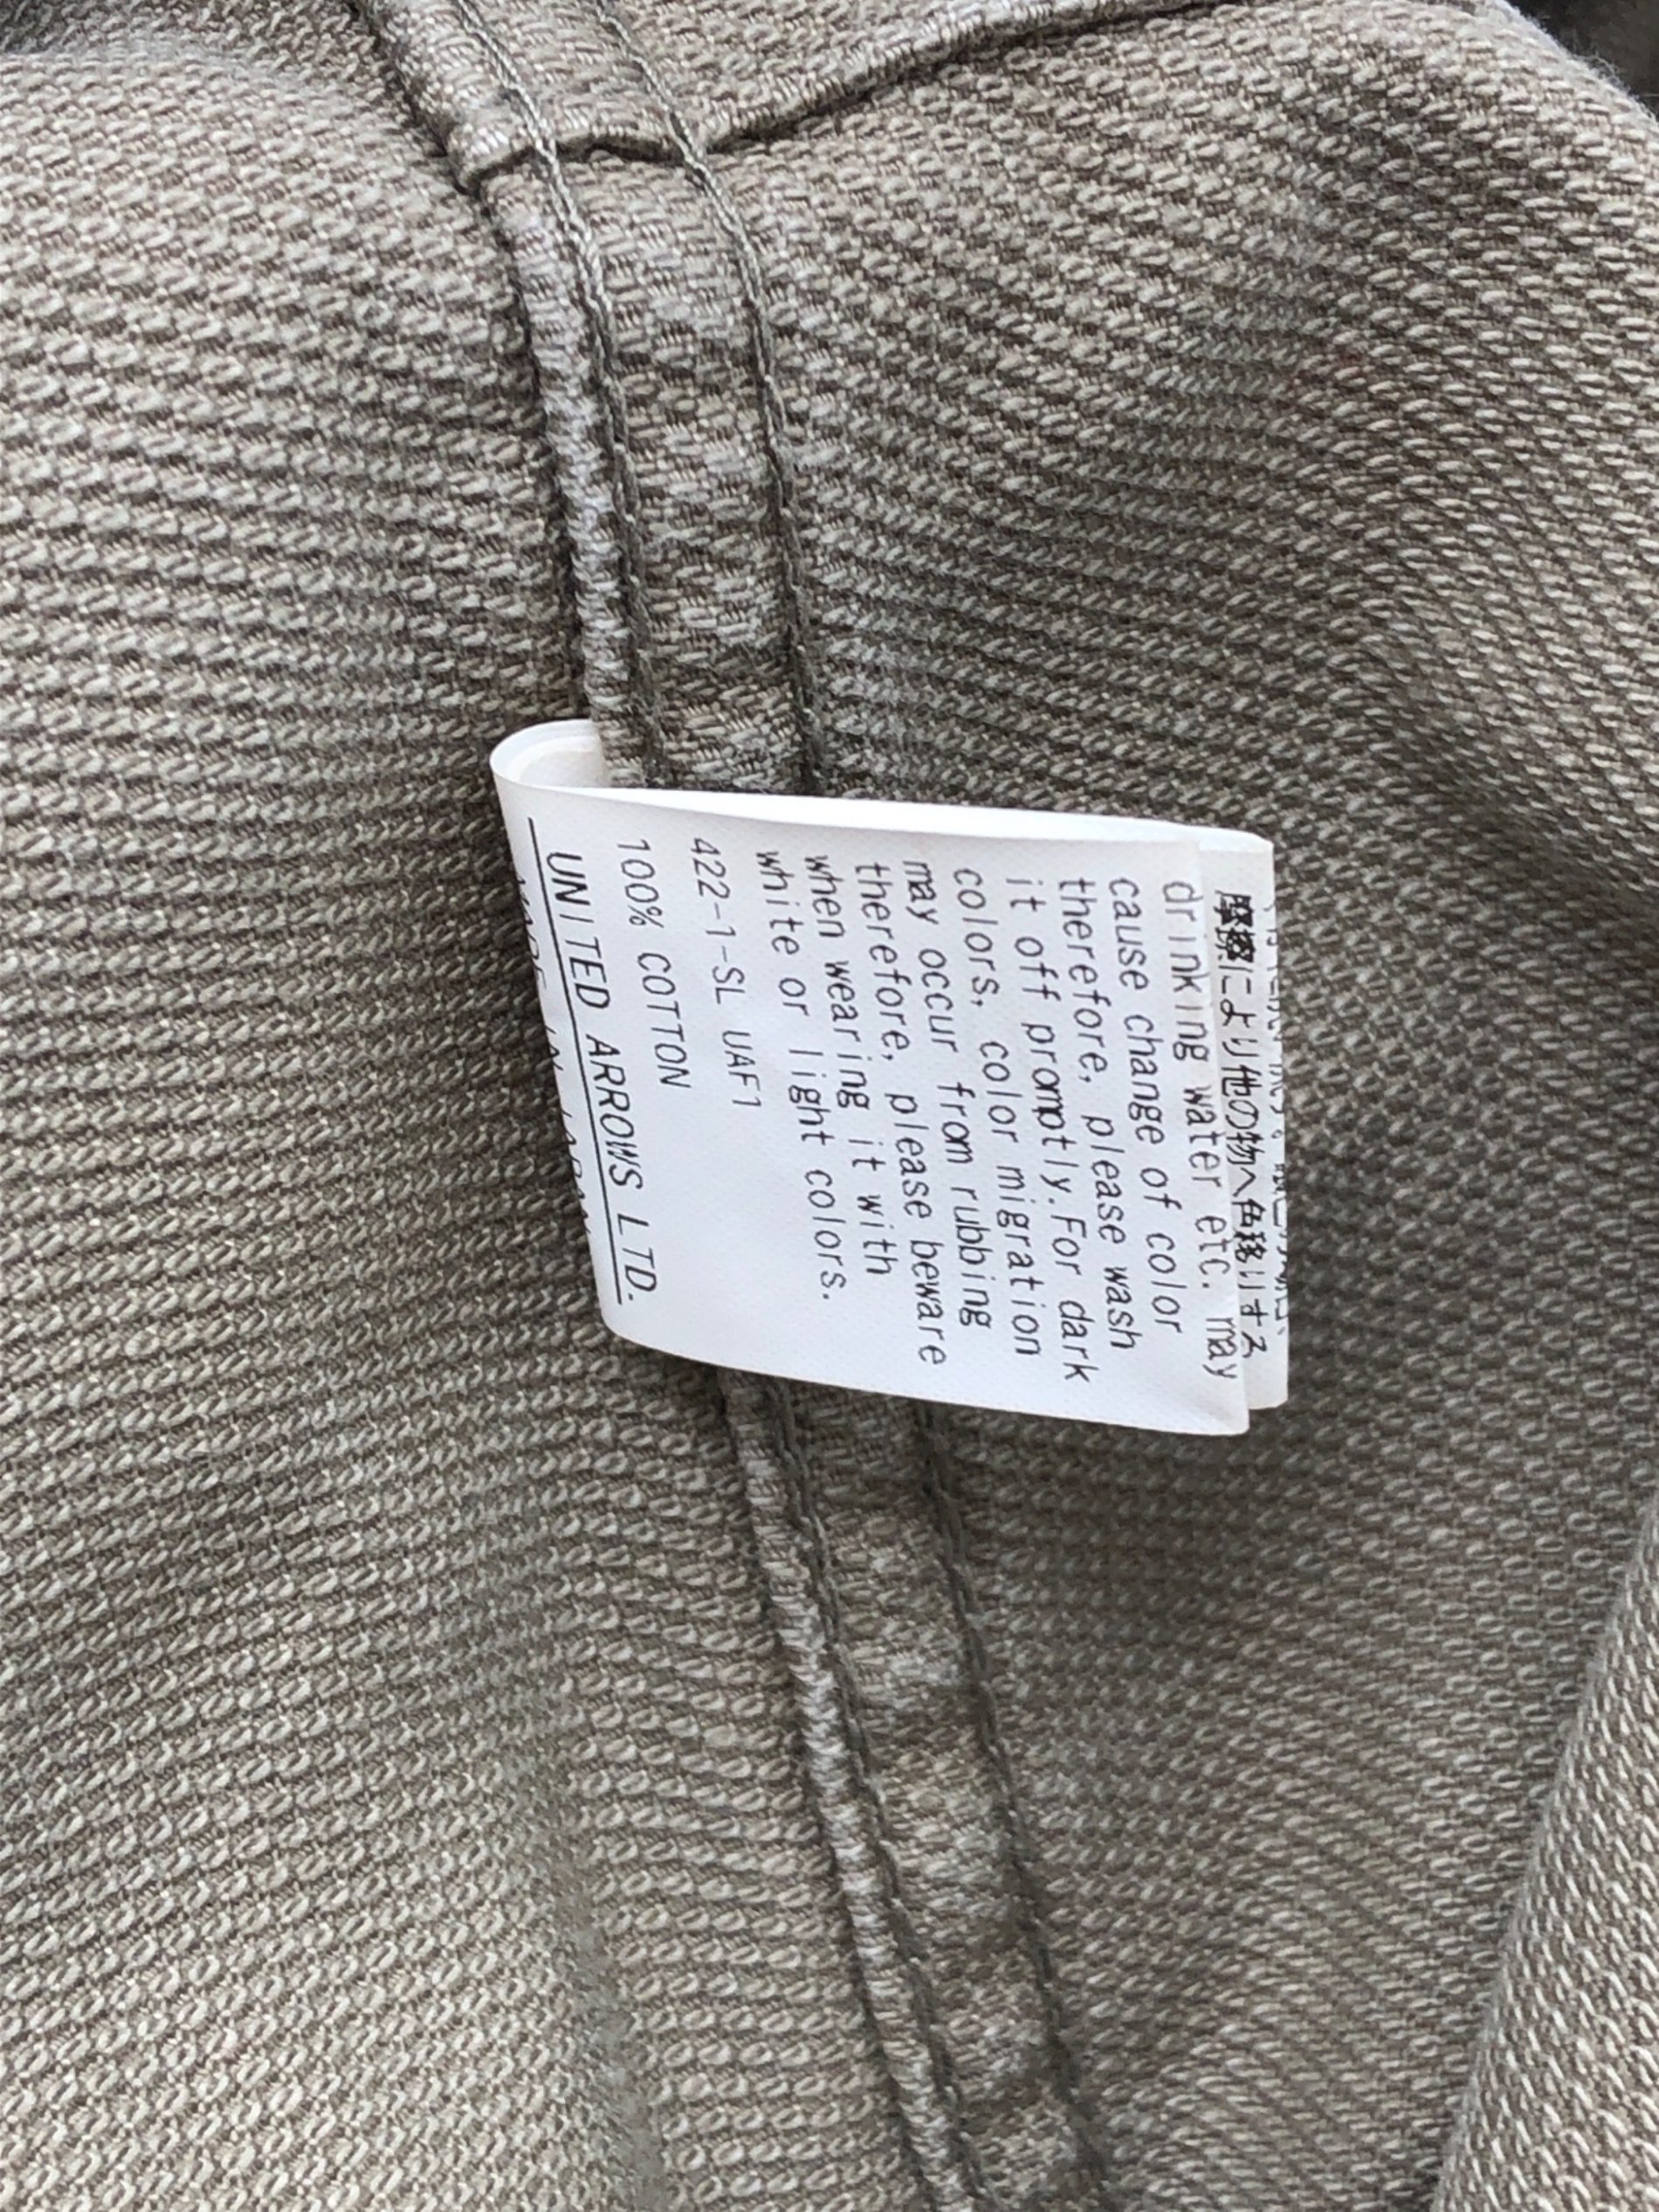 摩擦により他の物へ色移りする
drinking water etc. may
cause change of color
therefore, please wash
it off promptly.For dark
colors, color migration
may occur from rubbing
therefore, please beware
when wearing it with
white or light colors.
422-1-SL UAF1
100% COTTON
UNITED ARROWS LTD.